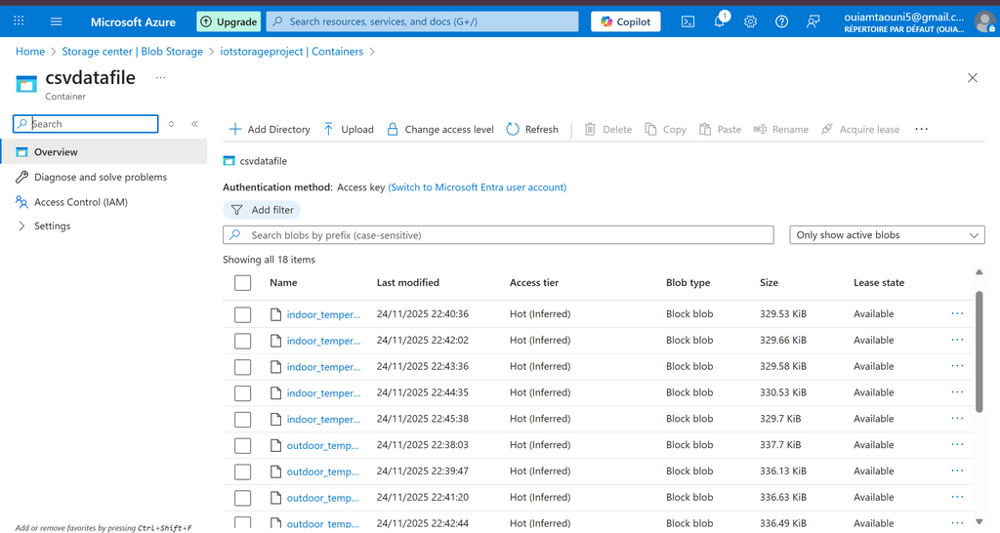 Microsoft Azure
Upgrade
Search resources, services, and docs (G+/)
Copilot
1
ouiamtaouni5@gmail.c...
RÉPERTOIRE PAR DÉFAUT (OUIA...
Home > Storage center | Blob Storage > iotstorageproject | Containers >
csvdatafile ...
Container
Search
Overview
Diagnose and solve problems
Access Control (IAM)
Settings
Add or remove favorites by pressing Ctrl+Shift+F
Add Directory Upload Change access level Refresh Delete Copy Paste Rename Acquire lease ...
csvdatafile
Authentication method: Access key (Switch to Microsoft Entra user account)
Add filter
Search blobs by prefix (case-sensitive)
Only show active blobs
Showing all 18 items
Name Last modified Access tier Blob type Size Lease state
indoor_temper... 24/11/2025 22:40:36 Hot (Inferred) Block blob 329.53 KiB Available ...
indoor_temper... 24/11/2025 22:42:02 Hot (Inferred) Block blob 329.66 KiB Available ...
indoor_temper... 24/11/2025 22:43:36 Hot (Inferred) Block blob 329.58 KiB Available ...
indoor_temper... 24/11/2025 22:44:35 Hot (Inferred) Block blob 330.53 KiB Available ...
indoor_temper... 24/11/2025 22:45:38 Hot (Inferred) Block blob 329.7 KiB Available ...
outdoor_temp... 24/11/2025 22:38:03 Hot (Inferred) Block blob 337.7 KiB Available ...
outdoor_temp... 24/11/2025 22:39:47 Hot (Inferred) Block blob 336.13 KiB Available ...
outdoor_temp... 24/11/2025 22:41:20 Hot (Inferred) Block blob 336.63 KiB Available ...
outdoor_temp... 24/11/2025 22:42:44 Hot (Inferred) Block blob 336.49 KiB Available ...